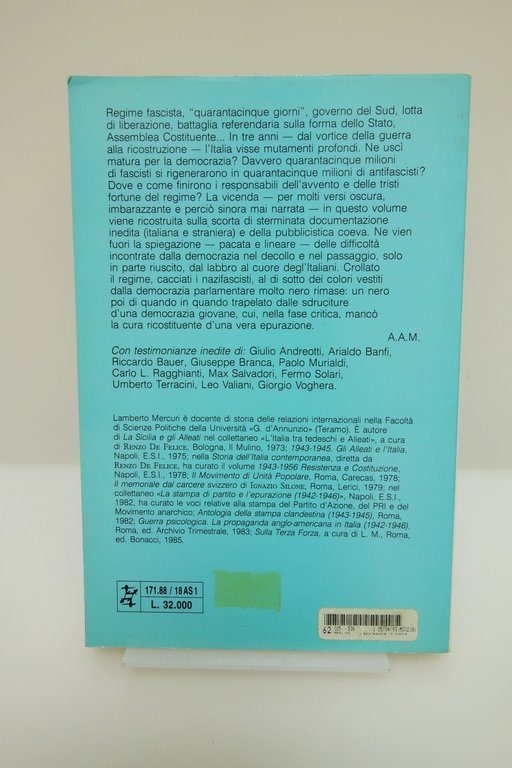 Regime fascista, "quarantacinque giorni", governo del Sud, lotta
di liberazione, battaglia referendaria sulla forma dello Stato,
Assemblea Costituente... In tre anni — dal vortice della guerra
alla ricostruzione — l'Italia visse mutamenti profondi. Ne uscì
matura per la democrazia? Davvero quarantacinque milioni
di fascisti si rigenerarono in quarantacinque milioni di antifascisti?
Dove e come finirono i responsabili dell'avvento e delle tristi
fortune del regime? La vicenda — per molti versi oscura,
imbarazzante e perciò sinora mai narrata — in questo volume
viene ricostruita sulla scorta di sterminata documentazione
inedita (italiana e straniera) e della pubblicistica coeva. Ne vien
fuori la spiegazione — pacata e lineare — delle difficoltà
incontrate dalla democrazia nel decollo e nel passaggio, solo
in parte riuscito, dal labbro al cuore degl'Italiani. Crollato
il regime, cacciati i nazifascisti, al di sotto dei colori vestiti
dalla democrazia parlamentare molto nero rimase: un nero
poi di quando in quando trapelato dalle sdruciture
d'una democrazia giovane, cui, nella fase critica, mancò
la cura ricostituente d'una vera epurazione.
A.A.M.
Con testimonianze inedite di: Giulio Andreotti, Arialdo Banfi,
Riccardo Bauer, Giuseppe Branca, Paolo Murialdi,
Carlo L. Ragghianti, Max Salvadori, Fermo Solari,
Umberto Terracini, Leo Valiani, Giorgio Voghera.
Lamberto Mercuri è docente di storia delle relazioni internazionali nella Facoltà
di Scienze Politiche della Università «G. d'Annunzio» (Teramo). È autore
di La Sicilia e gli Alleati nel collettaneo «L'Italia tra tedeschi e Alleati», a cura
di RENZO DE FELICE, Bologna, Il Mulino, 1973; 1943-1945. Gli Alleati e l'Italia,
Napoli, E.S.I., 1975; nella Storia dell'Italia contemporanea, diretta da
RENZO DE FELICE, ha curato il volume 1943-1956 Resistenza e Costituzione,
Napoli, E.S.I., 1978; Il Movimento di Unità Popolare, Roma, Carecas, 1978;
Il memoriale dal carcere svizzero di IGNAZIO SILONE, Roma, Lerici, 1979; nel
collettaneo «La stampa di partito e l'epurazione (1942-1946)», Napoli, E.S.I.,
1982, ha curato le voci relative alla stampa del Partito d'Azione, del PRI e del
Movimento anarchico; Antologia della stampa clandestina (1943-1945), Roma,
1982; Guerra psicologica. La propaganda anglo-americana in Italia (1942-1946),
Roma, ed. Archivio Trimestrale, 1983; Sulla Terza Forza, a cura di L. M., Roma,
ed. Bonacci, 1985.
171.88 / 18 AS 1
L. 32.000
62